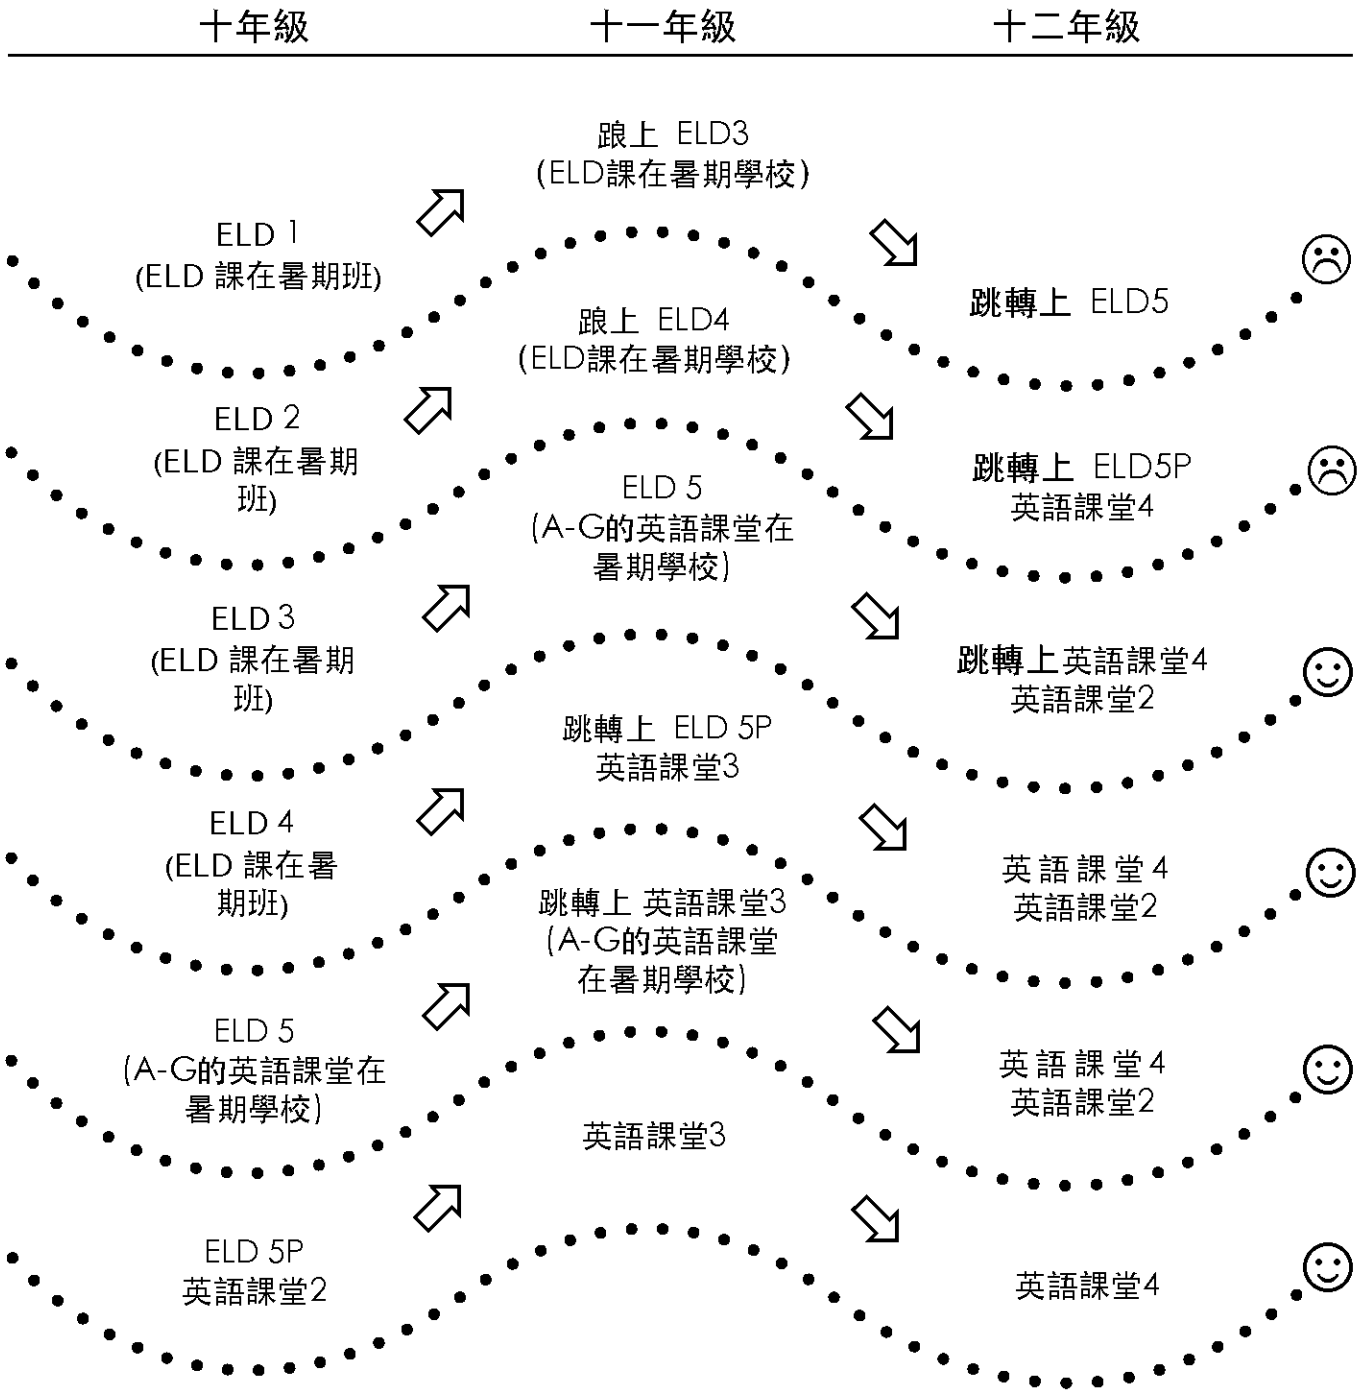 十年級
十一年級
十二年級
ELD 1
(ELD 課在暑期班)
踉上 ELD3
(ELD課在暑期學校)
跳轉上 ELD5
ELD 2
(ELD 課在暑期
班)
踉上 ELD4
(ELD課在暑期學校)
跳轉上 ELD5P
英語課堂4
ELD 3
(ELD 課在暑期
班)
ELD 5
(A-G的英語課堂在
暑期學校)
跳轉上英語課堂4
英語課堂2
ELD 4
(ELD 課在暑
期班)
跳轉上 ELD 5P
英語課堂3
英語課堂4
英語課堂2
ELD 5
(A-G的英語課堂在
暑期學校)
跳轉上 英語課堂3
(A-G的英語課堂
在暑期學校)
英語課堂4
英語課堂2
ELD 5P
英語課堂2
英語課堂3
英語課堂4